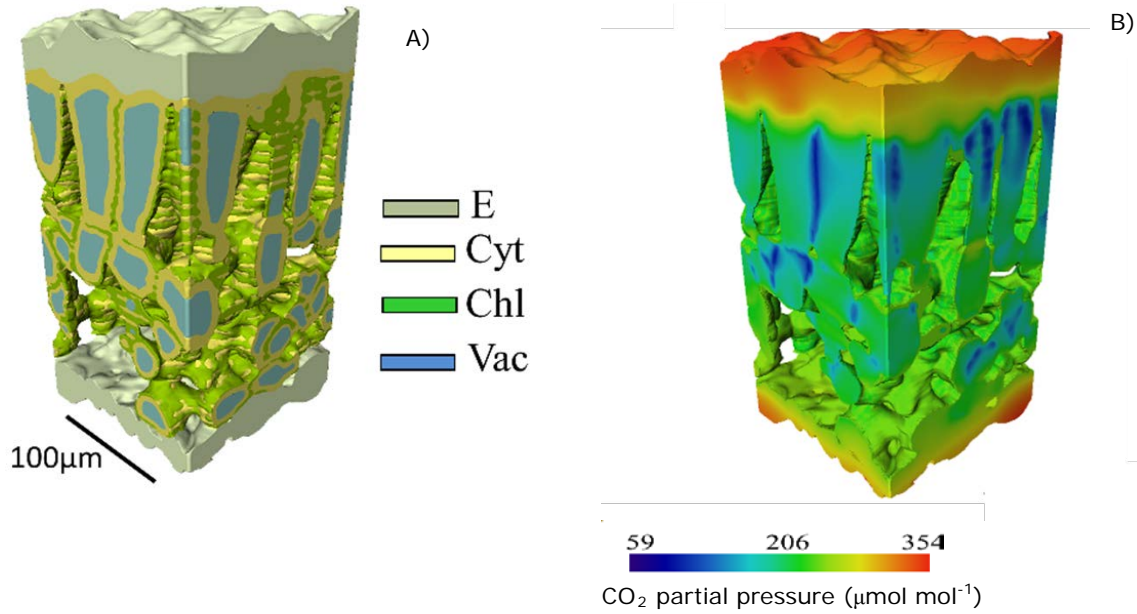 A)
B)
E
Cyt
Chl
Vac
100µm
59 206 354
CO₂ partial pressure (µmol mol⁻¹)